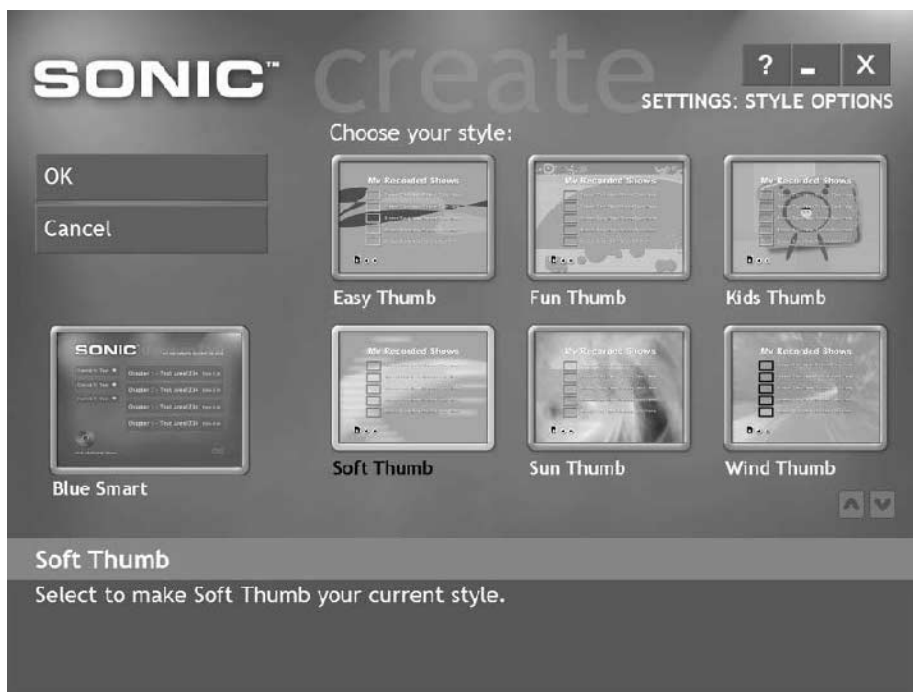 SONIC™
create
? - X
SETTINGS: STYLE OPTIONS
Choose your style:
OK
Cancel
My Recorded Shows
My Recorded Shows
My Recorded Shows
Easy Thumb
Fun Thumb
Kids Thumb
SONIC
My Recorded Shows
My Recorded Shows
My Recorded Shows
Blue Smart
Soft Thumb
Sun Thumb
Wind Thumb
Soft Thumb
Select to make Soft Thumb your current style.